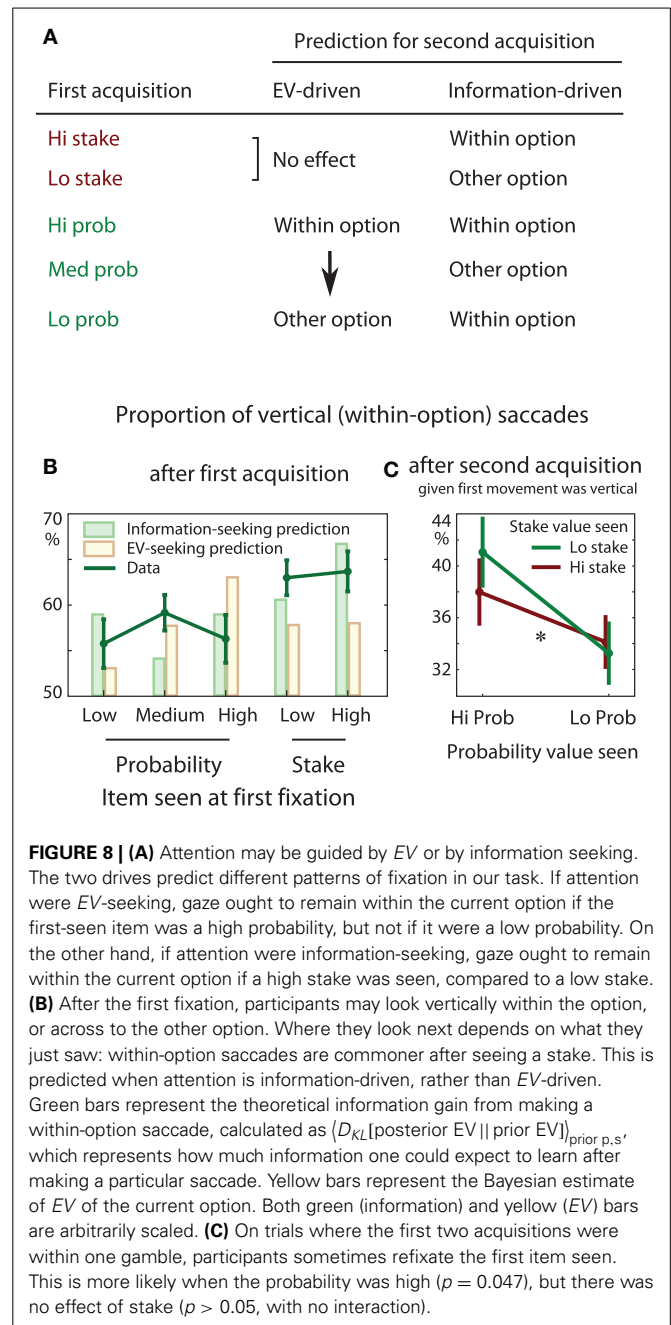 A
Prediction for second acquisition
First acquisition EV-driven Information-driven
Hi stake Within option
No effect
Lo stake Other option
Hi prob Within option Within option
Med prob Other option
Lo prob Other option Within option
Proportion of vertical (within-option) saccades
B after first acquisition
70
%
60
50
Information-seeking prediction
EV-seeking prediction
Data
Low Medium High Low High
Probability Stake
Item seen at first fixation
C after second acquisition
given first movement was vertical
44
%
40
36
32
Stake value seen
Lo stake
Hi stake
*
Hi Prob Lo Prob
Probability value seen
FIGURE 8 | (A) Attention may be guided by EV or by information seeking.
The two drives predict different patterns of fixation in our task. If attention
were EV-seeking, gaze ought to remain within the current option if the
first-seen item was a high probability, but not if it were a low probability. On
the other hand, if attention were information-seeking, gaze ought to remain
within the current option if a high stake was seen, compared to a low stake.
(B) After the first fixation, participants may look vertically within the option,
or across to the other option. Where they look next depends on what they
just saw: within-option saccades are commoner after seeing a stake. This is
predicted when attention is information-driven, rather than EV-driven.
Green bars represent the theoretical information gain from making a
within-option saccade, calculated as ⟨D_KL[posterior EV || prior EV]⟩_prior p,s,
which represents how much information one could expect to learn after
making a particular saccade. Yellow bars represent the Bayesian estimate
of EV of the current option. Both green (information) and yellow (EV) bars
are arbitrarily scaled. (C) On trials where the first two acquisitions were
within one gamble, participants sometimes refixate the first item seen.
This is more likely when the probability was high (p = 0.047), but there was
no effect of stake (p > 0.05, with no interaction).